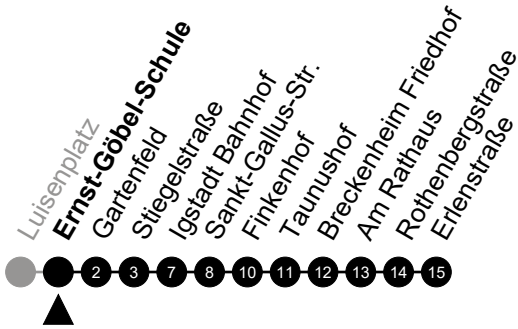 Luisenplatz
Ernst-Göbel-Schule
Gartenfeld
Stiegelstraße
Igstadt Bahnhof
Sankt-Gallus-Str.
Finkenhof
Taunushof
Breckenheim Friedhof
Am Rathaus
Rothenbergstraße
Erlenstraße
2 3 7 8 10 11 12 13 14 15